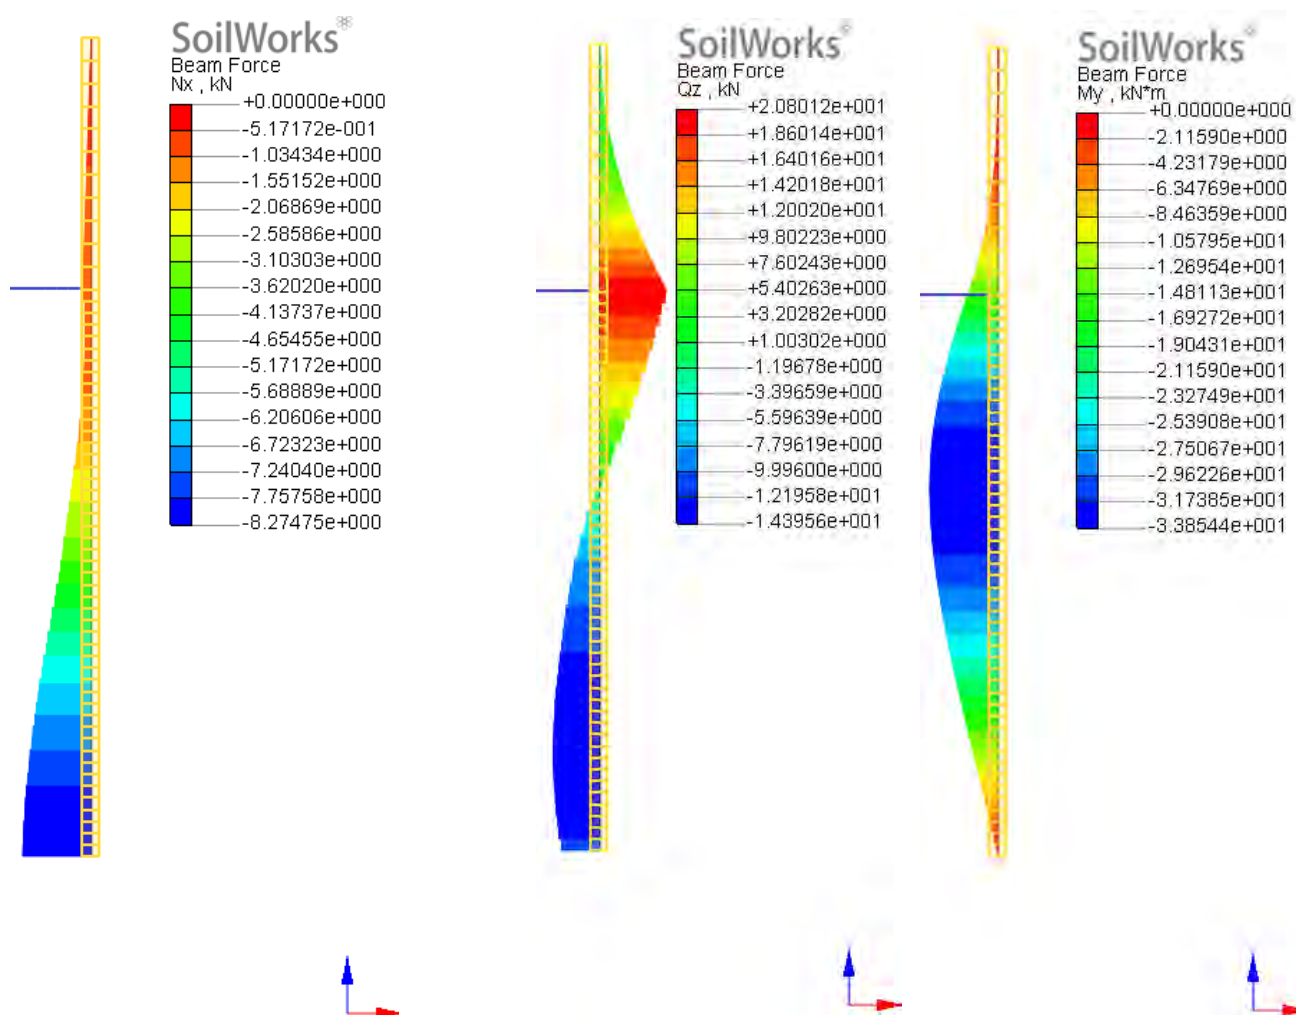 SoilWorks®
Beam Force
Nx , kN
+0.00000e+000
-5.17172e-001
-1.03434e+000
-1.55152e+000
-2.06869e+000
-2.58586e+000
-3.10303e+000
-3.62020e+000
-4.13737e+000
-4.65455e+000
-5.17172e+000
-5.68889e+000
-6.20606e+000
-6.72323e+000
-7.24040e+000
-7.75758e+000
-8.27475e+000
SoilWorks®
Beam Force
Qz , kN
+2.08012e+001
+1.86014e+001
+1.64016e+001
+1.42018e+001
+1.20020e+001
+9.80223e+000
+7.60243e+000
+5.40263e+000
+3.20282e+000
+1.00302e+000
-1.19678e+000
-3.39659e+000
-5.59639e+000
-7.79619e+000
-9.99600e+000
-1.21958e+001
-1.43956e+001
SoilWorks®
Beam Force
My , kN*m
+0.00000e+000
-2.11590e+000
-4.23179e+000
-6.34769e+000
-8.46359e+000
-1.05795e+001
-1.26954e+001
-1.48113e+001
-1.69272e+001
-1.90431e+001
-2.11590e+001
-2.32749e+001
-2.53908e+001
-2.75067e+001
-2.96226e+001
-3.17385e+001
-3.38544e+001